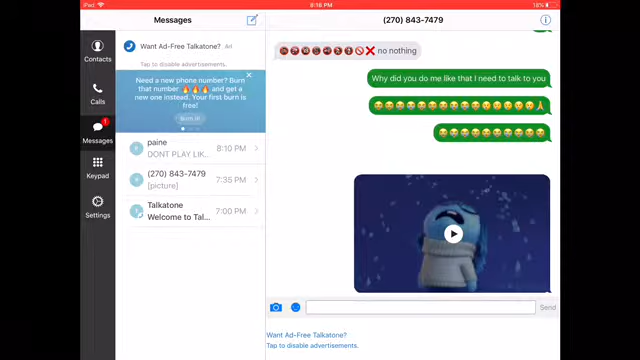 iPad
8:16 PM
16%
Messages
(270) 843-7479
Contacts
Calls
1
Messages
Keypad
Settings
Want Ad-Free Talkatone? Ad
Tap to disable advertisements.
Need a new phone number? Burn
that number 🔥🔥🔥 and get a
new one instead. Your first burn is
free!
Burn it!
paine
8:10 PM
DONT PLAY LIK...
(270) 843-7479
7:35 PM
[picture]
Talkatone
7:00 PM
Welcome to Tal...
no nothing
Why did you do me like that I need to talk to you
Send
Want Ad-Free Talkatone?
Tap to disable advertisements.